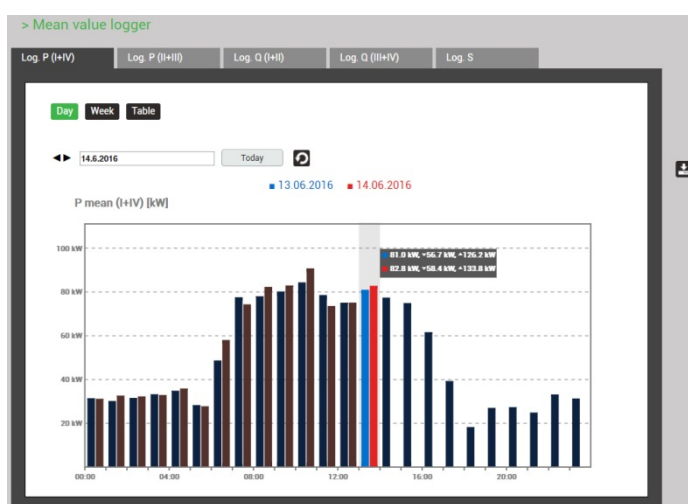 > Mean value logger
Log. P (I+IV) Log. P (II+III) Log. Q (I+II) Log. Q (III+IV) Log. S
Day Week Table
14.6.2016 Today
13.06.2016 14.06.2016
P mean (I+IV) [kW]
100 kW
81.0 kW, -56.7 kW, ^126.2 kW
82.8 kW, -58.4 kW, ^133.8 kW
80 kW
60 kW
40 kW
20 kW
00:00 04:00 08:00 12:00 16:00 20:00